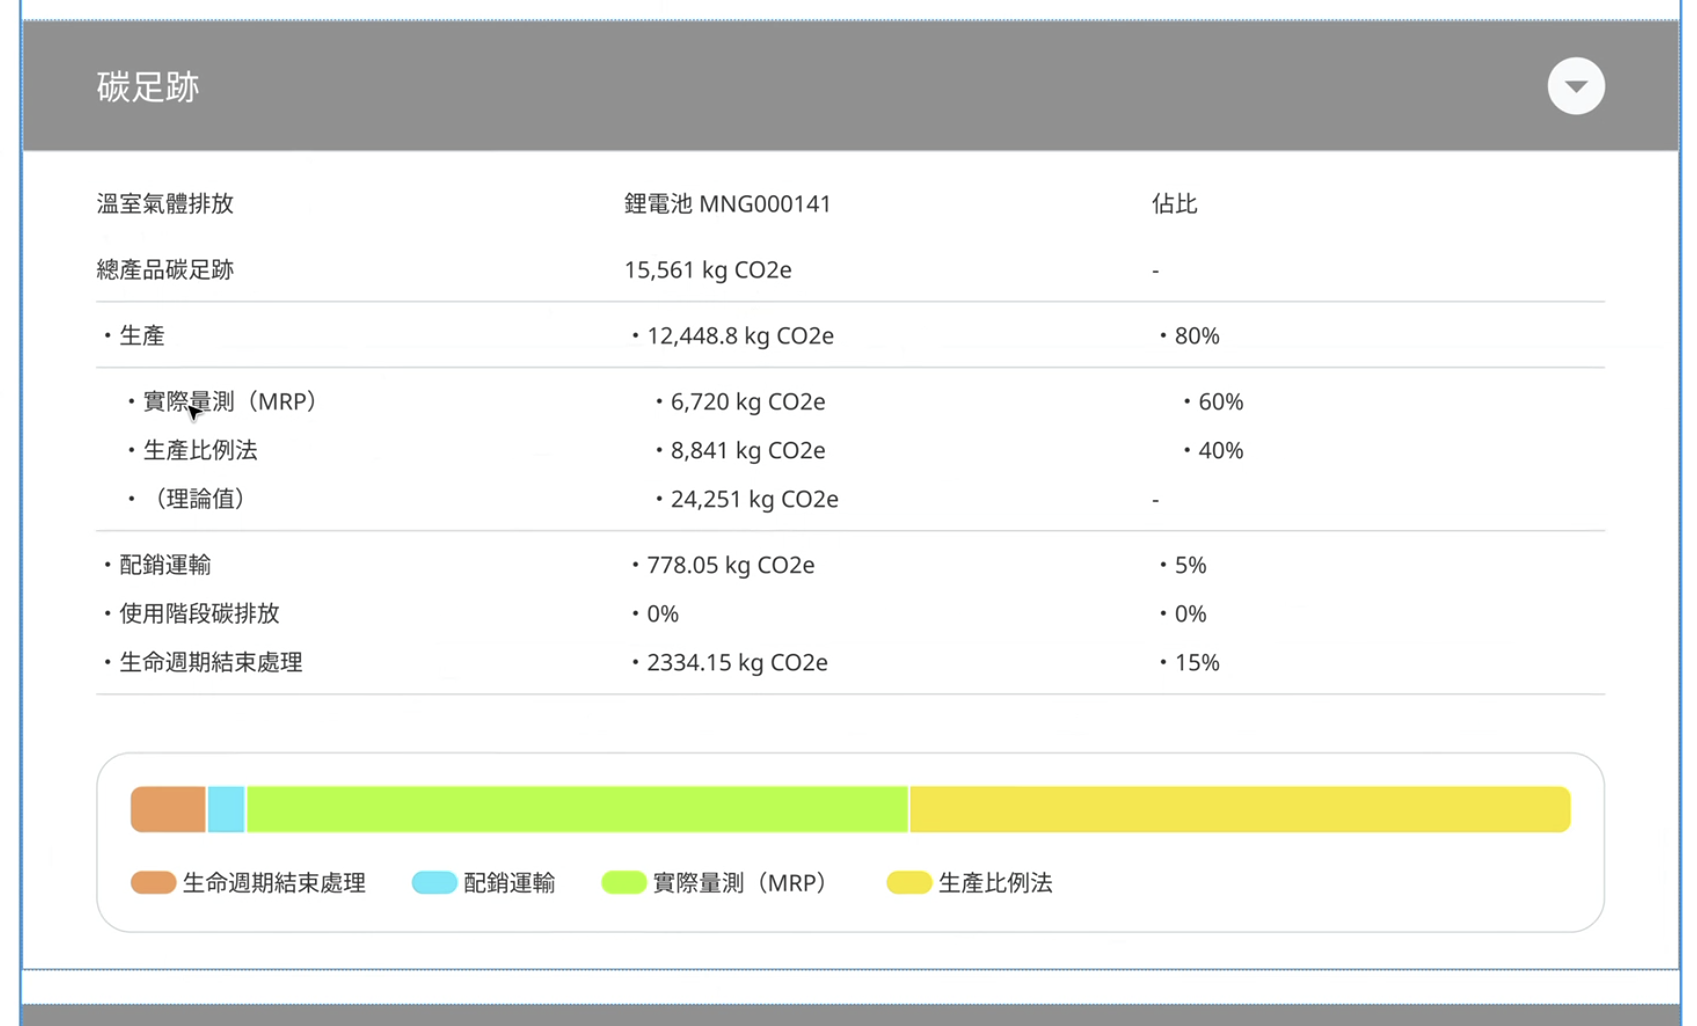 碳足跡
溫室氣體排放 鋰電池 MNG000141 佔比
總產品碳足跡 15,561 kg CO2e -
・生產 ・12,448.8 kg CO2e ・80%
・實際量測（MRP） ・6,720 kg CO2e ・60%
・生產比例法 ・8,841 kg CO2e ・40%
・（理論值） ・24,251 kg CO2e -
・配銷運輸 ・778.05 kg CO2e ・5%
・使用階段碳排放 ・0% ・0%
・生命週期結束處理 ・2334.15 kg CO2e ・15%
生命週期結束處理 配銷運輸 實際量測（MRP） 生產比例法